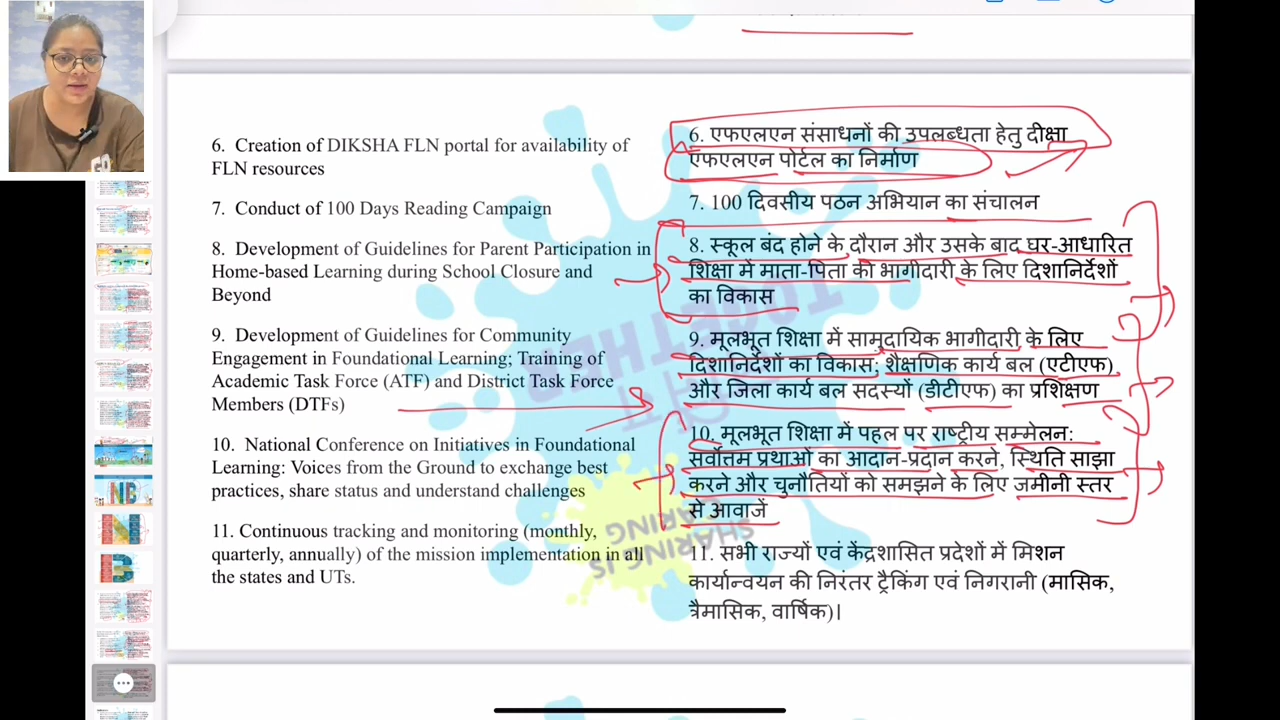 6. Creation of DIKSHA FLN portal for availability of
FLN resources
7. Conduct of 100 Days Reading Campaign
8. Development of Guidelines for Parent Participation in
Home-based Learning during School Closure and
Beyond
9. Development of Guidelines for Community
Engagement in Foundational Learning; Training of
Academic Task Force (ATF) and District Task Force
Members (DTFs)
10. National Conference on Initiatives in Foundational
Learning: Voices from the Ground to exchange best
practices, share status and understand challenges
11. Continuous tracking and monitoring (monthly,
quarterly, annually) of the mission implementation in all
the states and UTs.
6. एफएलएन संसाधनों की उपलब्धता हेतु दीक्षा
एफएलएन पोर्टल का निर्माण
7. 100 दिवसीय पठन अभियान का संचालन
8. स्कूल बंद होने के दौरान और उसके बाद घर-आधारित
शिक्षा में माता-पिता की भागीदारी के लिए दिशानिर्देशों
का विकास
9. मूलभूत शिक्षा में सामुदायिक भागीदारी के लिए
दिशानिर्देशों का विकास; शैक्षणिक कार्यबल (एटीएफ)
और जिला कार्य बल सदस्यों (डीटीएफ) का प्रशिक्षण
10. मूलभूत शिक्षा में पहल पर राष्ट्रीय सम्मेलन:
सर्वोत्तम प्रथाओं का आदान-प्रदान करने, स्थिति साझा
करने और चुनौतियों को समझने के लिए जमीनी स्तर
से आवाजें
11. सभी राज्यों एवं केंद्रशासित प्रदेशों में मिशन
कार्यान्वयन की निरंतर ट्रैकिंग एवं निगरानी (मासिक,
त्रैमासिक, वार्षिक)।
SHARING IS